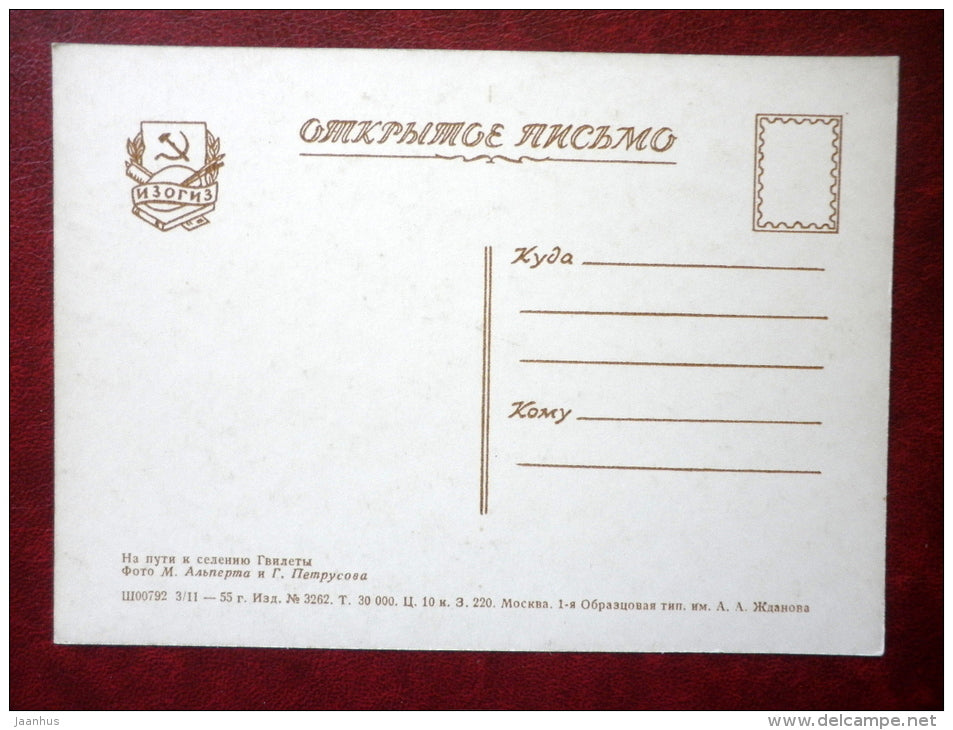 ОТКРЫТОЕ ПИСЬМО
ИЗОГИЗ
Куда
Кому
На пути к селению Гвилеты
Фото М. Альперта и Г. Петрусова
Ш00792 3/II — 55 г. Изд. № 3262. Т. 30 000. Ц. 10 к. З. 220. Москва. 1-я Образцовая тип. им. А. А. Жданова
jaanhus
http://www.delcampe.net